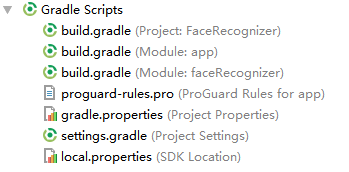 Gradle Scripts
build.gradle (Project: FaceRecognizer)
build.gradle (Module: app)
build.gradle (Module: faceRecognizer)
proguard-rules.pro (ProGuard Rules for app)
gradle.properties (Project Properties)
settings.gradle (Project Settings)
local.properties (SDK Location)